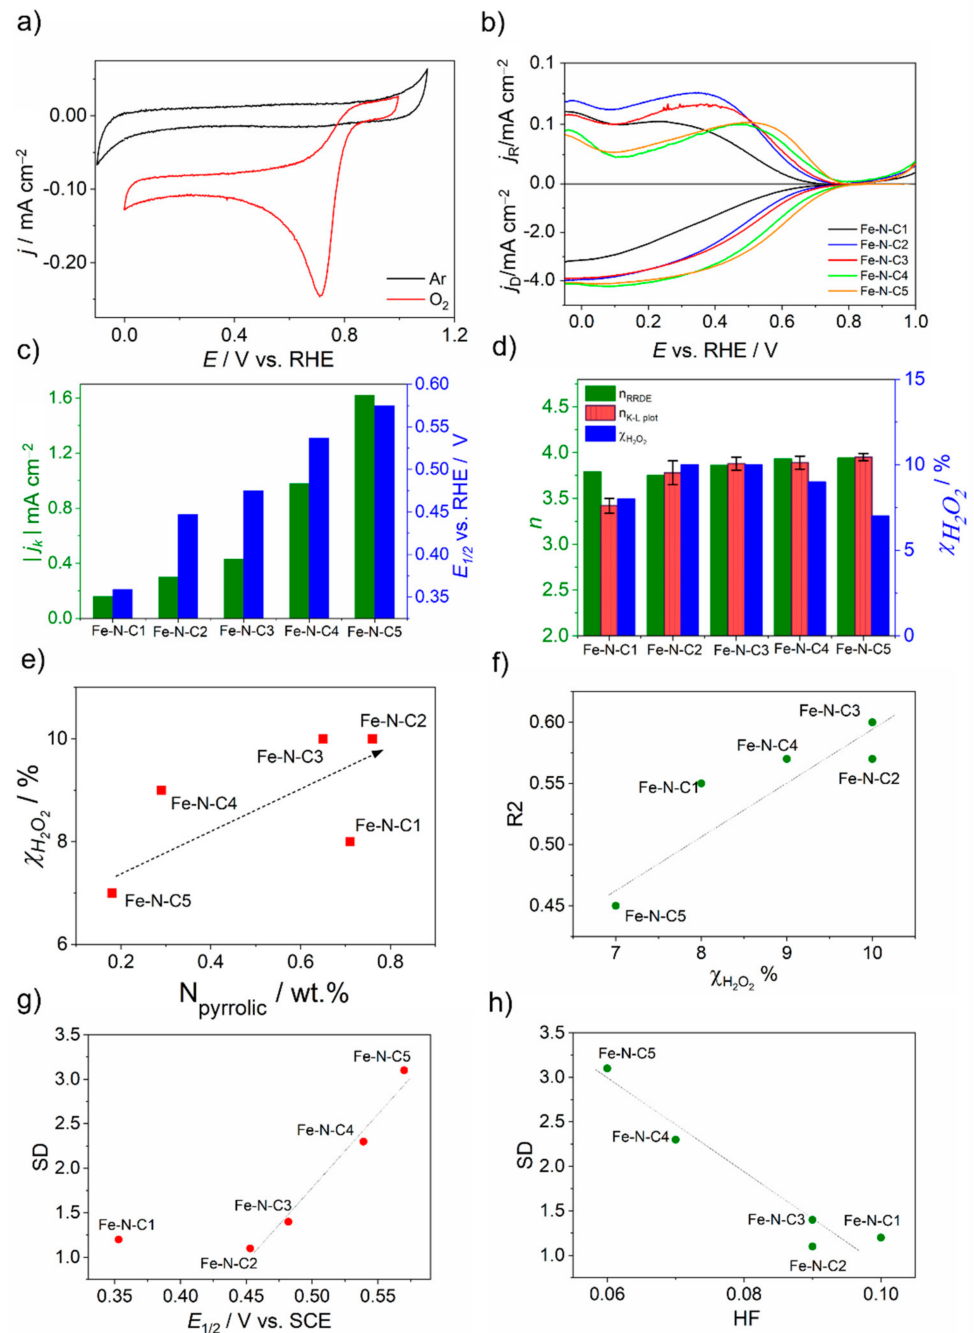 a)
0.00
-0.10
-0.20
j / mA cm−2
Ar
O2
0.0
0.4
0.8
1.2
E / V vs. RHE
b)
0.1
0.1
0.0
-2.0
-4.0
jR/mA cm−2
jD/mA cm−2
Fe-N-C1
Fe-N-C2
Fe-N-C3
Fe-N-C4
Fe-N-C5
0.0
0.2
0.4
0.6
0.8
1.0
E vs. RHE / V
c)
1.6
1.2
0.8
0.4
0.0
| jk | mA cm−2
0.60
0.55
0.50
0.45
0.40
0.35
E1/2 vs. RHE / V
Fe-N-C1
Fe-N-C2
Fe-N-C3
Fe-N-C4
Fe-N-C5
d)
4.5
4.0
3.5
3.0
2.5
2.0
n
nRRDE
nK-L plot
χH2O2
15
10
5
0
χH2O2/ %
Fe-N-C1
Fe-N-C2
Fe-N-C3
Fe-N-C4
Fe-N-C5
e)
10
8
6
χH2O2 / %
Fe-N-C2
Fe-N-C3
Fe-N-C4
Fe-N-C1
Fe-N-C5
0.2
0.4
0.6
0.8
Npyrrolic / wt.%
f)
0.60
0.55
0.50
0.45
R2
Fe-N-C3
Fe-N-C4
Fe-N-C1
Fe-N-C2
Fe-N-C5
7
8
9
10
χH2O2 %
g)
3.5
3.0
2.5
2.0
1.5
1.0
SD
Fe-N-C5
Fe-N-C4
Fe-N-C3
Fe-N-C1
Fe-N-C2
0.35
0.40
0.45
0.50
0.55
E1/2 / V vs. SCE
h)
3.5
3.0
2.5
2.0
1.5
1.0
SD
Fe-N-C5
Fe-N-C4
Fe-N-C3
Fe-N-C1
Fe-N-C2
0.06
0.08
0.10
HF